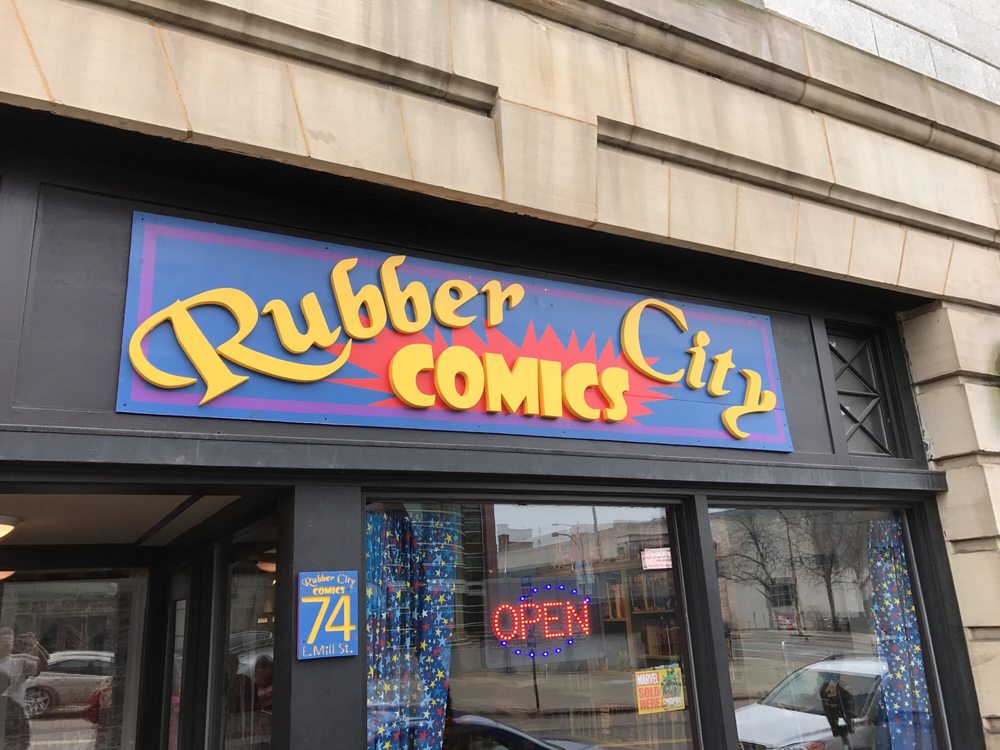 Rubber City
COMICS
Rubber City
COMICS
74
E. Mill St.
OPEN
MARVEL
SOLD
HERE